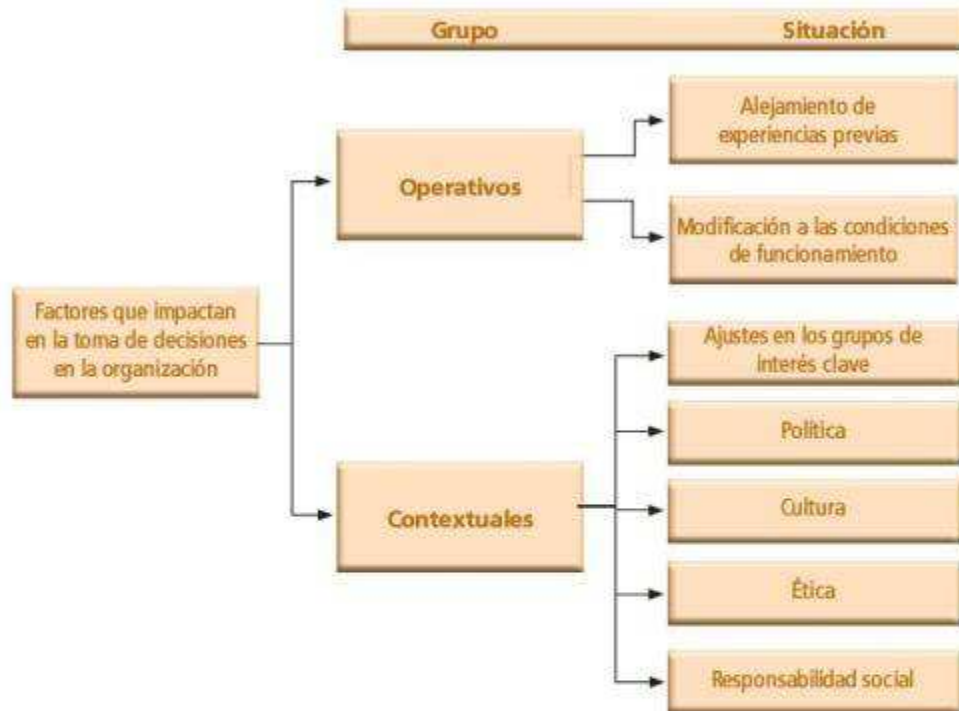 Grupo Situación
Alejamiento de
experiencias previas
Operativos
Modificación a las condiciones
de funcionamiento
Factores que impactan
en la toma de decisiones
en la organización
Ajustes en los grupos de
interés clave
Política
Contextuales
Cultura
Ética
Responsabilidad social